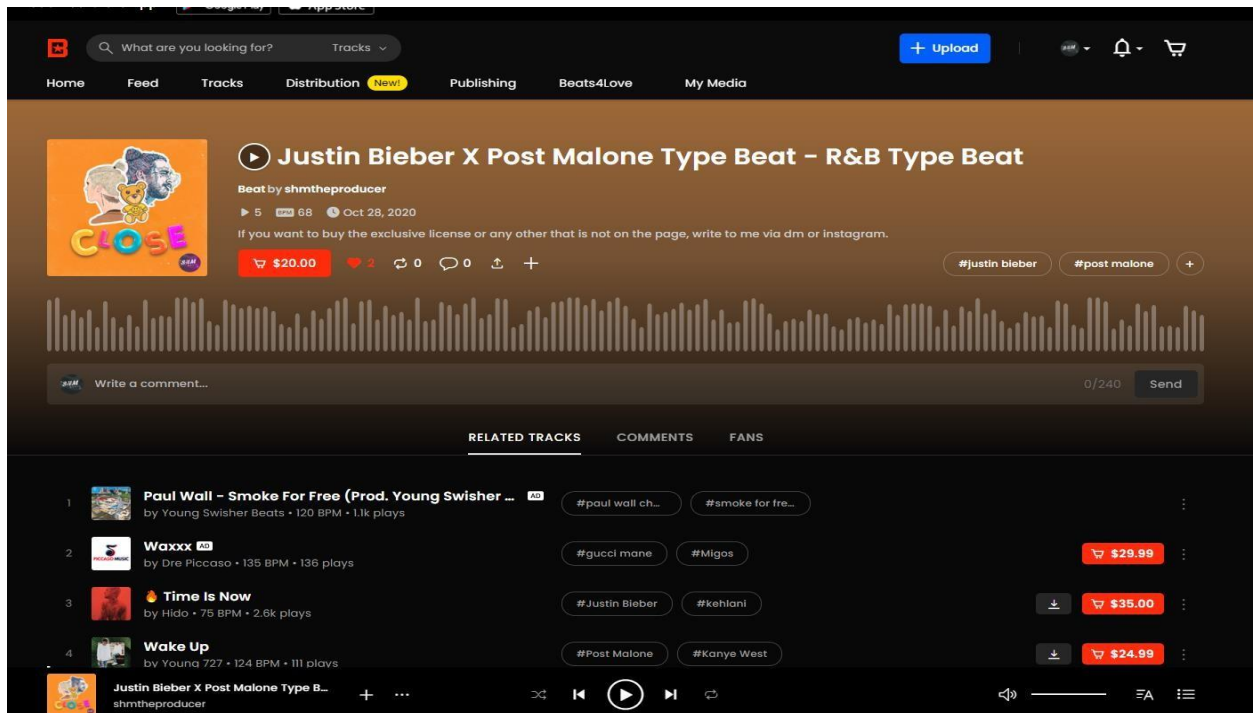 Google Play App Store
What are you looking for? Tracks
+ Upload
Home Feed Tracks Distribution New! Publishing Beats4Love My Media
Justin Bieber X Post Malone Type Beat - R&B Type Beat
Beat by shmtheproducer
5 BPM 68 Oct 28, 2020
If you want to buy the exclusive license or any other that is not on the page, write to me via dm or instagram.
$20.00 2 0 0
#justin bieber #post malone +
CLOSE
Write a comment... 0/240 Send
RELATED TRACKS COMMENTS FANS
1 Paul Wall - Smoke For Free (Prod. Young Swisher ... AD
by Young Swisher Beats • 120 BPM • 1.1k plays
#paul wall ch... #smoke for fre...
2 Waxxx AD
by Dre Piccaso • 135 BPM • 136 plays
#gucci mane #Migos $29.99
3 Time Is Now
by Hido • 75 BPM • 2.6k plays
#Justin Bieber #kehlani $35.00
4 Wake Up
by Young 727 • 124 BPM • 111 plays
#Post Malone #Kanye West $24.99
Justin Bieber X Post Malone Type B...
shmtheproducer